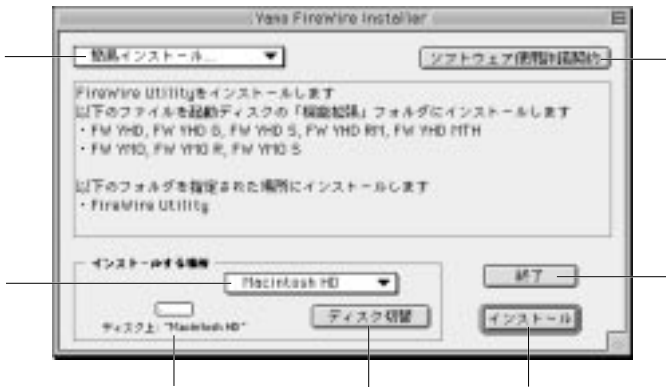 Yano FireWire Installer
簡易インストール...
ソフトウェア使用許諾契約
FireWire Utilityをインストールします
以下のファイルを起動ディスクの「機能拡張」フォルダにインストールします
・FW YHD, FW YHD G, FW YHD S, FW YHD RM, FW YHD MTH
・FW YMO, FW YMO R, FW YMO S
以下のフォルダを指定された場所にインストールします
・FireWire Utility
インストールする場所
Macintosh HD
終了
ディスク上: "Macintosh HD"
ディスク切替
インストール